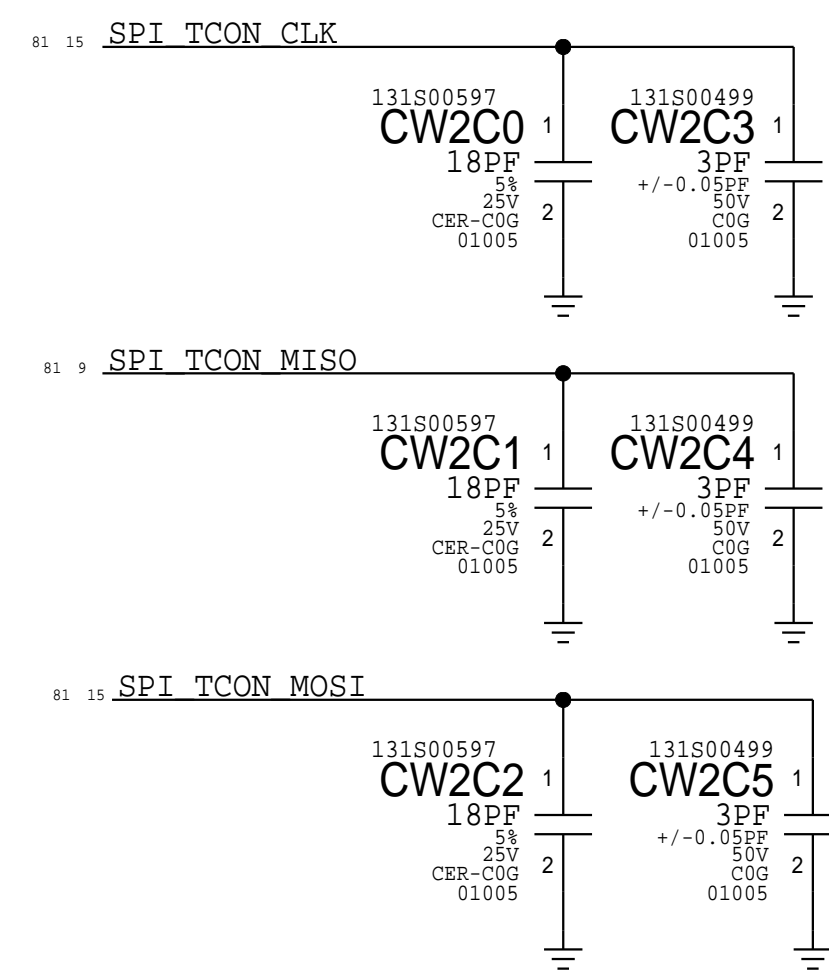 81 15 SPI_TCON_CLK
131S00597
CW2C0 1
18PF
5%
25V
CER-C0G
01005
2
131S00499
CW2C3 1
3PF
+/-0.05PF
50V
C0G
01005
2
81 9 SPI_TCON_MISO
131S00597
CW2C1 1
18PF
5%
25V
CER-C0G
01005
2
131S00499
CW2C4 1
3PF
+/-0.05PF
50V
C0G
01005
2
81 15 SPI_TCON_MOSI
131S00597
CW2C2 1
18PF
5%
25V
CER-C0G
01005
2
131S00499
CW2C5 1
3PF
+/-0.05PF
50V
C0G
01005
2